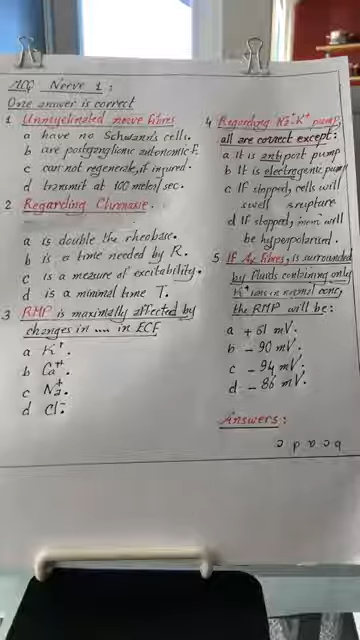 MCQ Nerve 1:
One answer is correct
1 Unmyelinated nerve fibres
a have no Schwann's cells.
b are postganglionic autonomic f.
c can not regenerate, if injured.
d transmit at 100 meter/sec.
2 Regarding Chronaxie.
a is double the rheobase.
b is a time needed by R.
c is a measure of excitability.
d is a minimal time T.
3 RMP is maximally affected by
changes in .... in ECF
a K⁺.
b Ca⁺⁺.
c Na⁺.
d Cl⁻.
4 Regarding Na⁺-K⁺ pump,
all are correct except:
a It is antiport pump
b It is electrogenic pump
c If stopped, cells will
swell & rupture
d If stopped, mem will
be hyperpolarised.
5 If fibres, is surrounded
by fluids containing only
K⁺ ions in normal conc,
the RMP will be:
a + 61 mV.
b - 90 mV.
c - 94 mV.
d - 86 mV.
Answers:
b c a d c